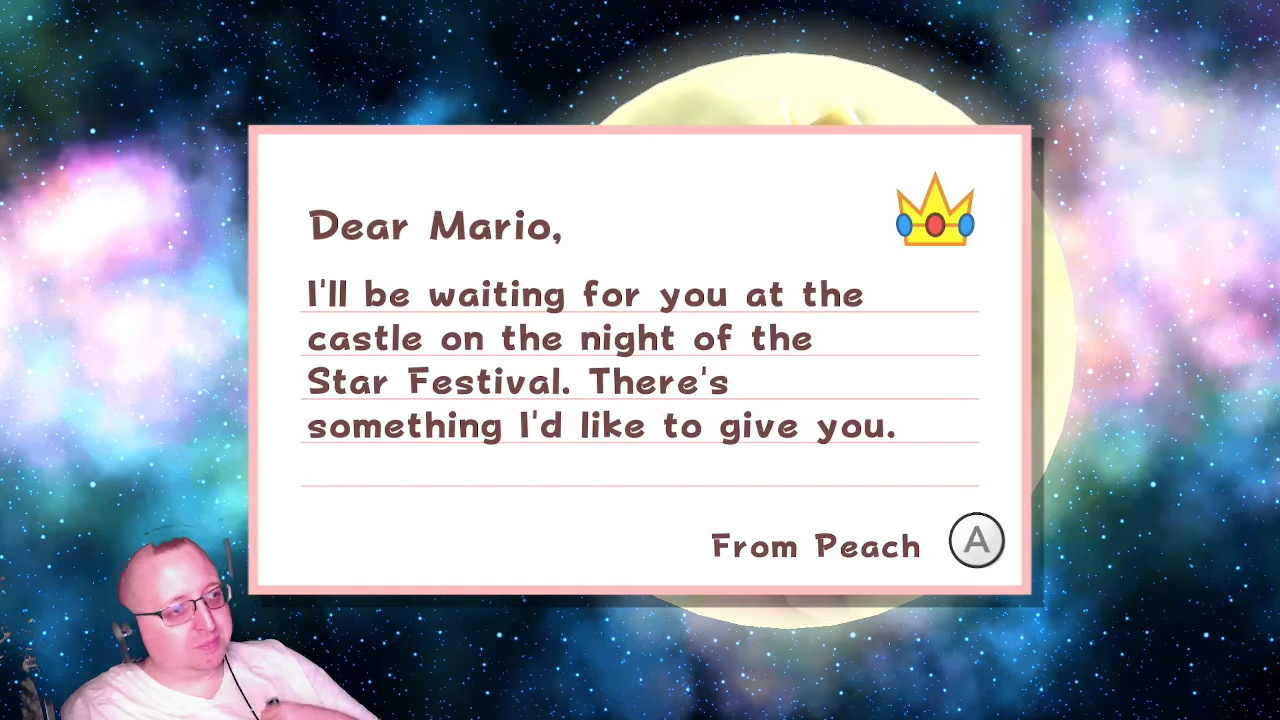 Dear Mario,
I'll be waiting for you at the
castle on the night of the
Star Festival. There's
something I'd like to give you.
From Peach
A